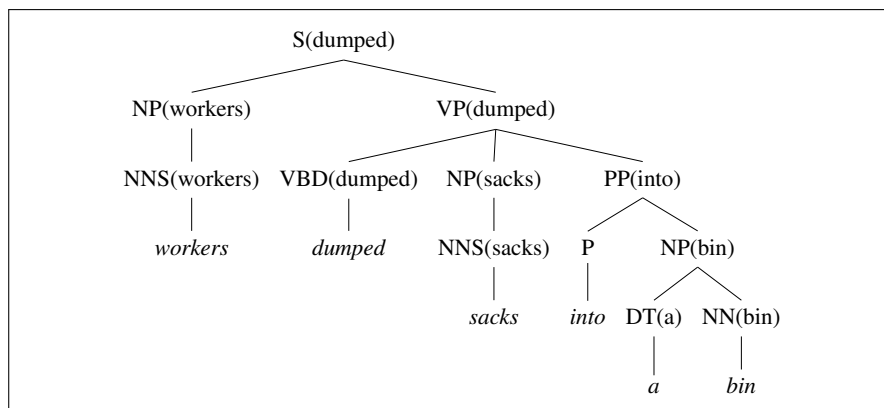 S(dumped)
NP(workers) VP(dumped)
NNS(workers) VBD(dumped) NP(sacks) PP(into)
workers dumped NNS(sacks) P NP(bin)
sacks into DT(a) NN(bin)
a bin